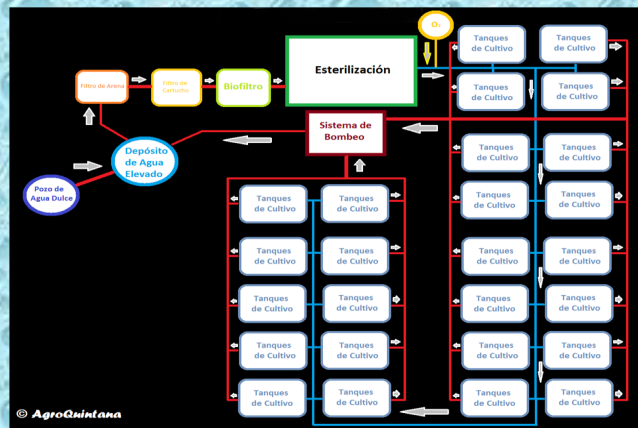 O₂
Tanques
de Cultivo
Tanques
de Cultivo
Esterilización
Filtro de Arena
Filtro de
Cartucho
Biofiltro
Tanques
de Cultivo
Tanques
de Cultivo
Sistema de
Bombeo
Depósito
de Agua
Elevado
Tanques
de Cultivo
Tanques
de Cultivo
Pozo de
Agua Dulce
Tanques
de Cultivo
Tanques
de Cultivo
Tanques
de Cultivo
Tanques
de Cultivo
Tanques
de Cultivo
Tanques
de Cultivo
Tanques
de Cultivo
Tanques
de Cultivo
Tanques
de Cultivo
Tanques
de Cultivo
Tanques
de Cultivo
Tanques
de Cultivo
Tanques
de Cultivo
Tanques
de Cultivo
Tanques
de Cultivo
Tanques
de Cultivo
Tanques
de Cultivo
Tanques
de Cultivo
Tanques
de Cultivo
Tanques
de Cultivo
Tanques
de Cultivo
Tanques
de Cultivo
© AgroQuintana